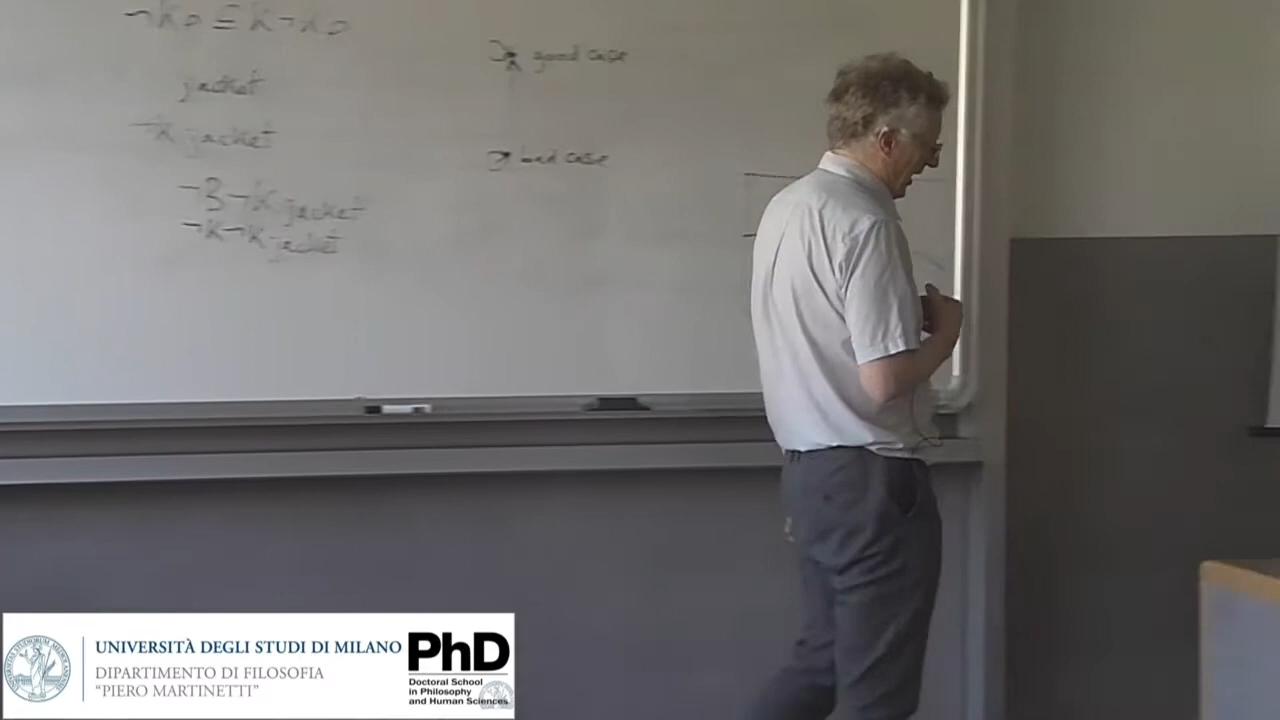 ¬Kp ⊆ K¬Kp
jacket
¬K jacket
¬B¬K jacket
¬K¬K jacket
good case
bad case
UNIVERSITÀ DEGLI STUDI DI MILANO
DIPARTIMENTO DI FILOSOFIA
"PIERO MARTINETTI"
PhD
Doctoral School
in Philosophy
and Human Sciences